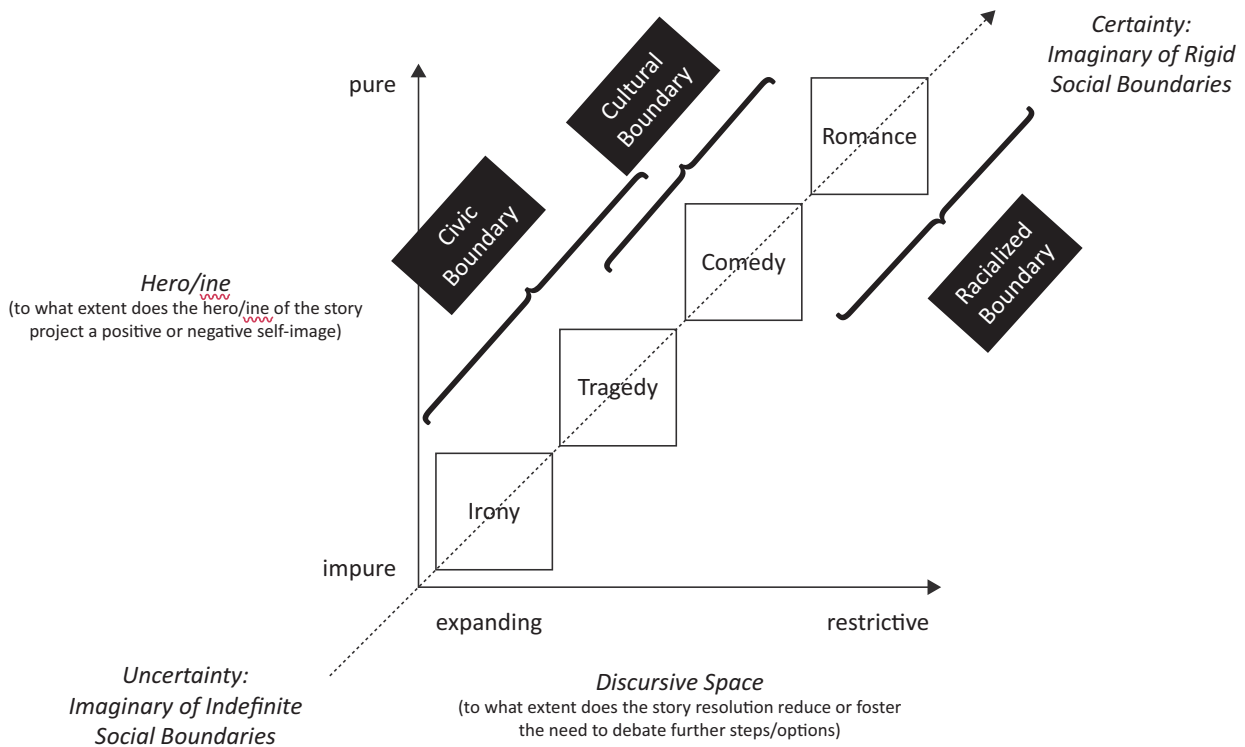 Certainty:
Imaginary of Rigid
Social Boundaries
pure
Cultural
Boundary
Romance
Civic
Boundary
Comedy
Racialized
Boundary
Hero/ine
(to what extent does the hero/ine of the story
project a positive or negative self-image)
Tragedy
Irony
impure
expanding
restrictive
Uncertainty:
Imaginary of Indefinite
Social Boundaries
Discursive Space
(to what extent does the story resolution reduce or foster
the need to debate further steps/options)